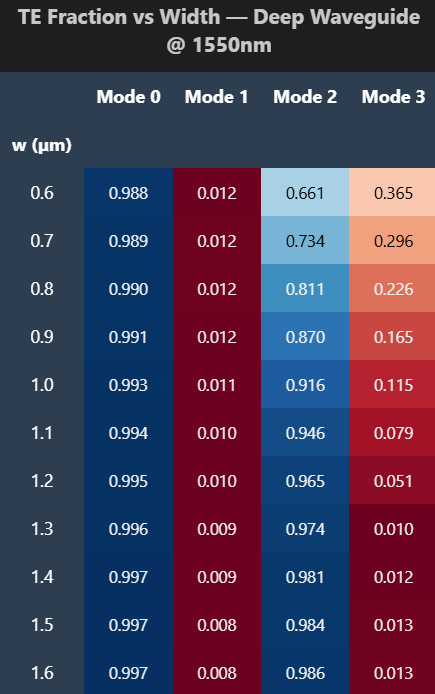 TE Fraction vs Width — Deep Waveguide
@ 1550nm
Mode 0 Mode 1 Mode 2 Mode 3
w (μm)
0.6 0.988 0.012 0.661 0.365
0.7 0.989 0.012 0.734 0.296
0.8 0.990 0.012 0.811 0.226
0.9 0.991 0.012 0.870 0.165
1.0 0.993 0.011 0.916 0.115
1.1 0.994 0.010 0.946 0.079
1.2 0.995 0.010 0.965 0.051
1.3 0.996 0.009 0.974 0.010
1.4 0.997 0.009 0.981 0.012
1.5 0.997 0.008 0.984 0.013
1.6 0.997 0.008 0.986 0.013